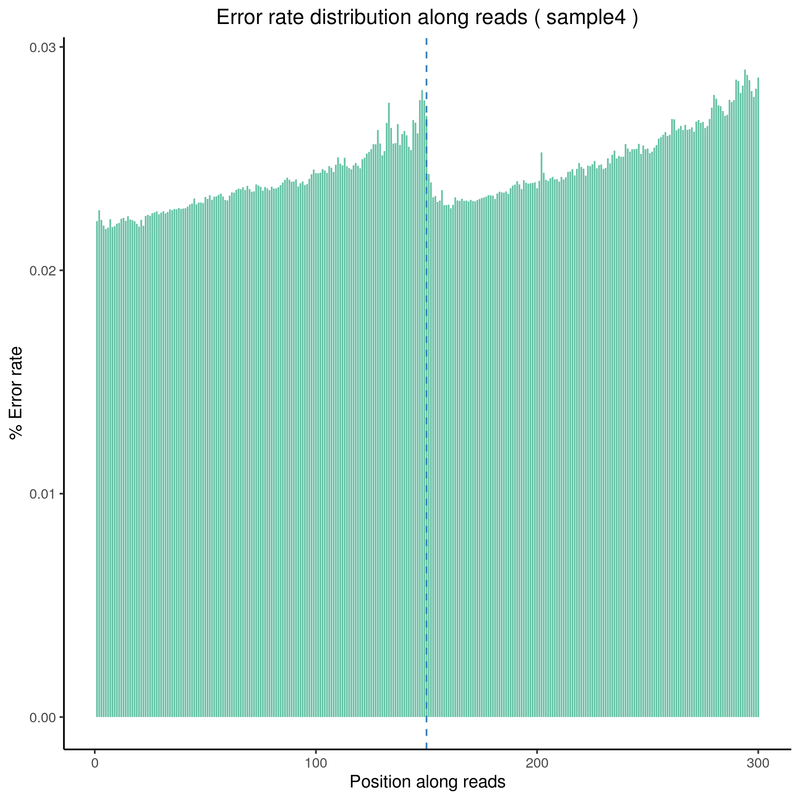 Error rate distribution along reads ( sample4 )
% Error rate
0.03
0.02
0.01
0.00
0 100 200 300
Position along reads